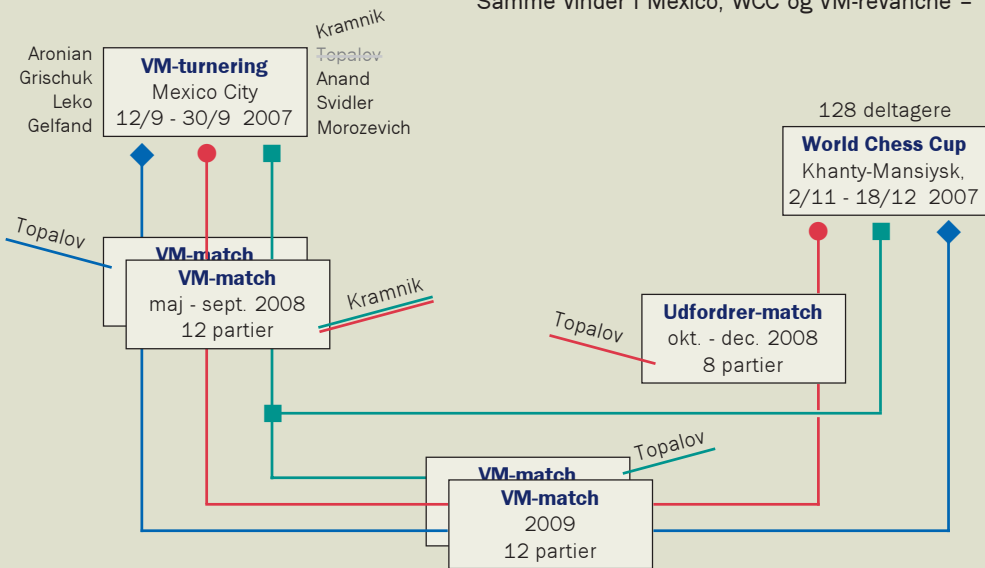 Samme vinder i Mexico, WCC og VM-revanche –
Aronian
Grischuk
Leko
Gelfand
VM-turnering
Mexico City
12/9 - 30/9 2007
Kramnik
Topalov
Anand
Svidler
Morozevich
128 deltagere
World Chess Cup
Khanty-Mansiysk,
2/11 - 18/12 2007
Topalov
VM-match
VM-match
maj - sept. 2008
12 partier
Kramnik
Topalov
Udfordrer-match
okt. - dec. 2008
8 partier
Topalov
VM-match
VM-match
2009
12 partier